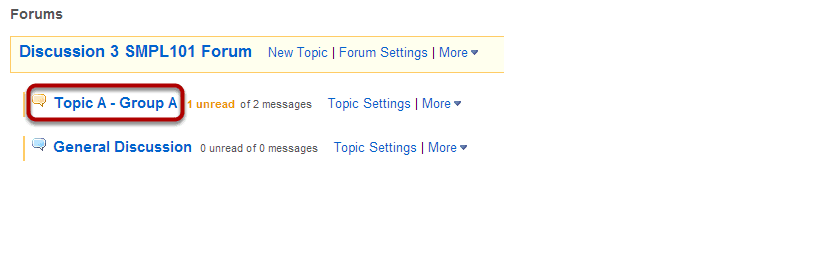 Forums
Discussion 3 SMPL101 Forum New Topic | Forum Settings | More
Topic A - Group A 1 unread of 2 messages Topic Settings | More
General Discussion 0 unread of 0 messages Topic Settings | More